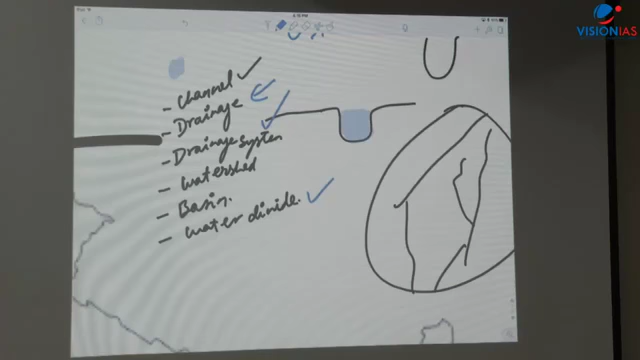 VISIONIAS
- Channel
- Drainage
- Drainage system
- Watershed
- Basin.
- Water divide.